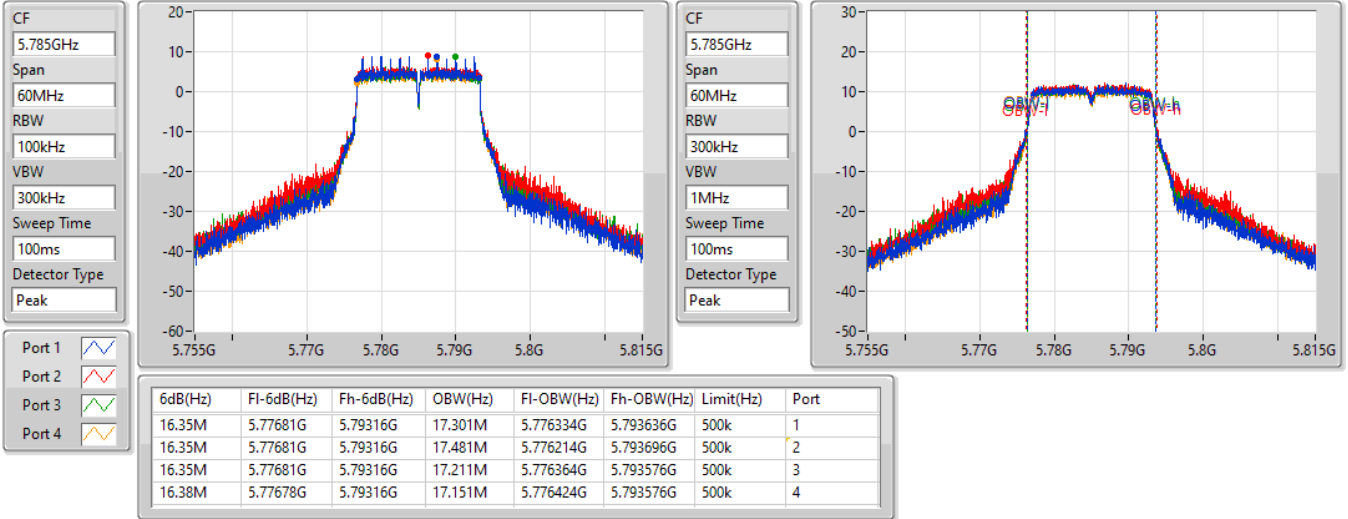 CF
5.785GHz
Span
60MHz
RBW
100kHz
VBW
300kHz
Sweep Time
100ms
Detector Type
Peak
20
10
0
-10
-20
-30
-40
-50
-60
5.755G 5.77G 5.78G 5.79G 5.8G 5.815G
CF
5.785GHz
Span
60MHz
RBW
300kHz
VBW
1MHz
Sweep Time
100ms
Detector Type
Peak
30
20
10
0
-10
-20
-30
-40
-50
OBW-l OBW-h
5.755G 5.77G 5.78G 5.79G 5.8G 5.815G
Port 1
Port 2
Port 3
Port 4
6dB(Hz) Fl-6dB(Hz) Fh-6dB(Hz) OBW(Hz) Fl-OBW(Hz) Fh-OBW(Hz) Limit(Hz) Port
16.35M 5.77681G 5.79316G 17.301M 5.776334G 5.793636G 500k 1
16.35M 5.77681G 5.79316G 17.481M 5.776214G 5.793696G 500k 2
16.35M 5.77681G 5.79316G 17.211M 5.776364G 5.793576G 500k 3
16.38M 5.77678G 5.79316G 17.151M 5.776424G 5.793576G 500k 4